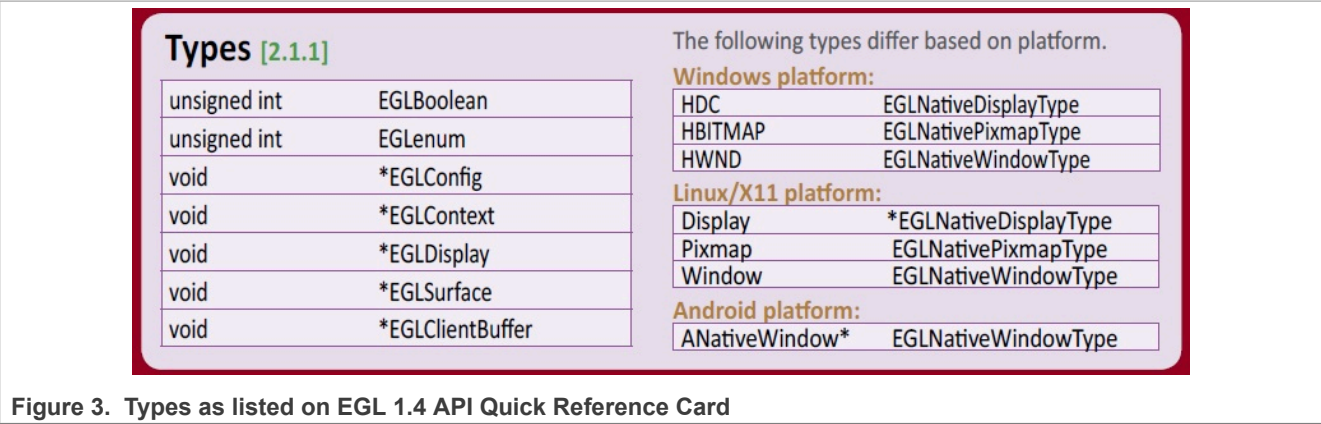 Types [2.1.1]
unsigned int EGLBoolean
unsigned int EGLenum
void *EGLConfig
void *EGLContext
void *EGLDisplay
void *EGLSurface
void *EGLClientBuffer
The following types differ based on platform.
Windows platform:
HDC EGLNativeDisplayType
HBITMAP EGLNativePixmapType
HWND EGLNativeWindowType
Linux/X11 platform:
Display *EGLNativeDisplayType
Pixmap EGLNativePixmapType
Window EGLNativeWindowType
Android platform:
ANativeWindow* EGLNativeWindowType
Figure 3. Types as listed on EGL 1.4 API Quick Reference Card